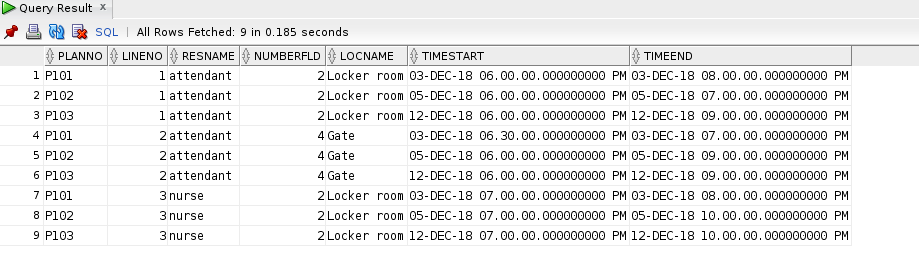 Query Result x
SQL | All Rows Fetched: 9 in 0.185 seconds
PLANNO LINENO RESNAME NUMBERFLD LOCNAME TIMESTART TIMEEND
1 P101 1 attendant 2 Locker room 03-DEC-18 06.00.00.000000000 PM 03-DEC-18 08.00.00.000000000 PM
2 P102 1 attendant 2 Locker room 05-DEC-18 06.00.00.000000000 PM 05-DEC-18 07.00.00.000000000 PM
3 P103 1 attendant 2 Locker room 12-DEC-18 06.00.00.000000000 PM 12-DEC-18 09.00.00.000000000 PM
4 P101 2 attendant 4 Gate 03-DEC-18 06.30.00.000000000 PM 03-DEC-18 07.00.00.000000000 PM
5 P102 2 attendant 4 Gate 05-DEC-18 06.00.00.000000000 PM 05-DEC-18 09.00.00.000000000 PM
6 P103 2 attendant 4 Gate 12-DEC-18 06.00.00.000000000 PM 12-DEC-18 09.00.00.000000000 PM
7 P101 3 nurse 2 Locker room 03-DEC-18 07.00.00.000000000 PM 03-DEC-18 08.00.00.000000000 PM
8 P102 3 nurse 2 Locker room 05-DEC-18 07.00.00.000000000 PM 05-DEC-18 10.00.00.000000000 PM
9 P103 3 nurse 2 Locker room 12-DEC-18 07.00.00.000000000 PM 12-DEC-18 10.00.00.000000000 PM